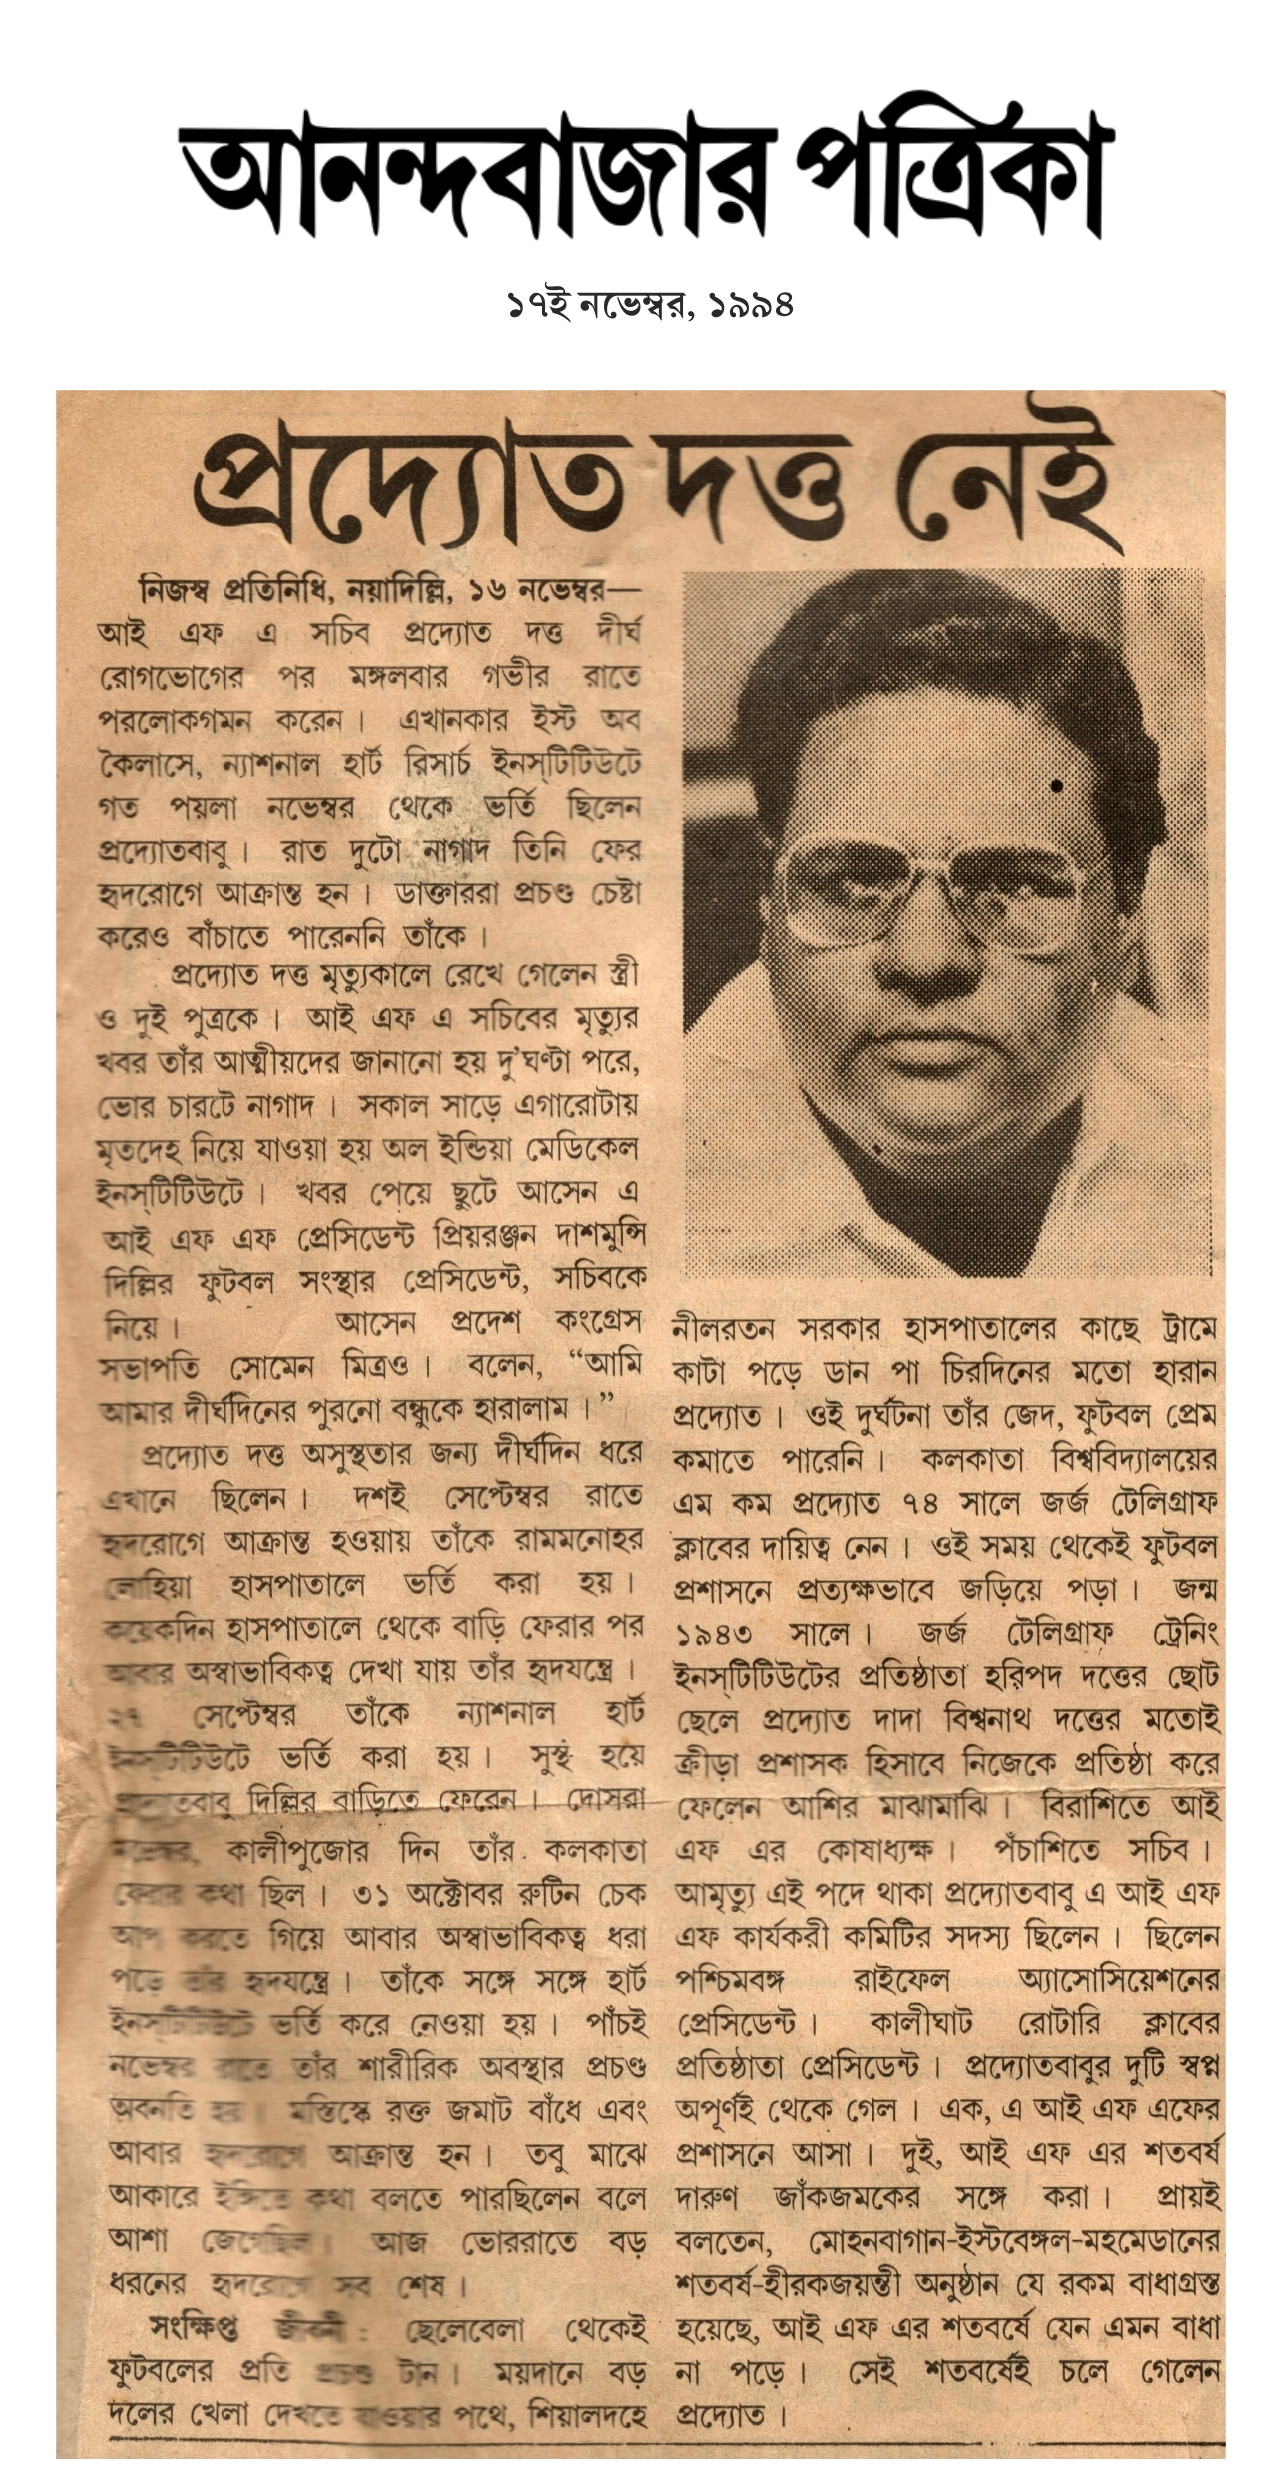 আনন্দবাজার পত্রিকা
১৭ই নভেম্বর, ১৯৯৪
প্রদ্যোত দত্ত নেই
নিজস্ব প্রতিনিধি, নয়াদিল্লি, ১৬ নভেম্বর—
আই এফ এ সচিব প্রদ্যোত দত্ত দীর্ঘ
রোগভোগের পর মঙ্গলবার গভীর রাতে
পরলোকগমন করেন। এখানকার ইস্ট অব
কৈলাসে, ন্যাশনাল হার্ট রিসার্চ ইনস্‌টিটিউটে
গত পয়লা নভেম্বর থেকে ভর্তি ছিলেন
প্রদ্যোতবাবু। রাত দুটো নাগাদ তিনি ফের
হৃদরোগে আক্রান্ত হন। ডাক্তাররা প্রচণ্ড চেষ্টা
করেও বাঁচাতে পারেননি তাঁকে।
প্রদ্যোত দত্ত মৃত্যুকালে রেখে গেলেন স্ত্রী
ও দুই পুত্রকে। আই এফ এ সচিবের মৃত্যুর
খবর তাঁর আত্মীয়দের জানানো হয় দু'ঘণ্টা পরে,
ভোর চারটে নাগাদ। সকাল সাড়ে এগারোটায়
মৃতদেহ নিয়ে যাওয়া হয় অল ইন্ডিয়া মেডিকেল
ইনস্‌টিটিউটে। খবর পেয়ে ছুটে আসেন এ
আই এফ এফ প্রেসিডেন্ট প্রিয়রঞ্জন দাশমুন্সি
দিল্লির ফুটবল সংস্থার প্রেসিডেন্ট, সচিবকে
নিয়ে। আসেন প্রদেশ কংগ্রেস
সভাপতি সোমেন মিত্রও। বলেন, “আমি
আমার দীর্ঘদিনের পুরনো বন্ধুকে হারালাম।”
প্রদ্যোত দত্ত অসুস্থতার জন্য দীর্ঘদিন ধরে
এখানে ছিলেন। দশই সেপ্টেম্বর রাতে
হৃদরোগে আক্রান্ত হওয়ায় তাঁকে রামমনোহর
লোহিয়া হাসপাতালে ভর্তি করা হয়।
কয়েকদিন হাসপাতালে থেকে বাড়ি ফেরার পর
আবার অস্বাভাবিকত্ব দেখা যায় তাঁর হৃদযন্ত্রে।
২৭ সেপ্টেম্বর তাঁকে ন্যাশনাল হার্ট
ইনস্‌টিটিউটে ভর্তি করা হয়। সুস্থ হয়ে
প্রদ্যোতবাবু দিল্লির বাড়িতে ফেরেন। দোসরা
নভেম্বর, কালীপুজোর দিন তাঁর কলকাতা
ফেরার কথা ছিল। ৩১ অক্টোবর রুটিন চেক
আপ করতে গিয়ে আবার অস্বাভাবিকত্ব ধরা
পড়ে তাঁর হৃদযন্ত্রে। তাঁকে সঙ্গে সঙ্গে হার্ট
ইনস্‌টিটিউটে ভর্তি করে নেওয়া হয়। পাঁচই
নভেম্বর রাতে তাঁর শারীরিক অবস্থার প্রচণ্ড
অবনতি হয়। মস্তিস্কে রক্ত জমাট বাঁধে এবং
আবার হৃদরোগে আক্রান্ত হন। তবু মাঝে
আকারে ইঙ্গিতে কথা বলতে পারছিলেন বলে
আশা জেগেছিল। আজ ভোররাতে বড়
ধরনের হৃদরোগে সব শেষ।
সংক্ষিপ্ত জীবনী : ছেলেবেলা থেকেই
ফুটবলের প্রতি প্রচণ্ড টান। ময়দানে বড়
দলের খেলা দেখতে যাওয়ার পথে, শিয়ালদহে
নীলরতন সরকার হাসপাতালের কাছে ট্রামে
কাটা পড়ে ডান পা চিরদিনের মতো হারান
প্রদ্যোত। ওই দুর্ঘটনা তাঁর জেদ, ফুটবল প্রেম
কমাতে পারেনি। কলকাতা বিশ্ববিদ্যালয়ের
এম কম প্রদ্যোত ৭৪ সালে জর্জ টেলিগ্রাফ
ক্লাবের দায়িত্ব নেন। ওই সময় থেকেই ফুটবল
প্রশাসনে প্রত্যক্ষভাবে জড়িয়ে পড়া। জন্ম
১৯৪৩ সালে। জর্জ টেলিগ্রাফ ট্রেনিং
ইনস্‌টিটিউটের প্রতিষ্ঠাতা হরিপদ দত্তের ছোট
ছেলে প্রদ্যোত দাদা বিশ্বনাথ দত্তের মতোই
ক্রীড়া প্রশাসক হিসাবে নিজেকে প্রতিষ্ঠা করে
ফেলেন আশির মাঝামাঝি। বিরাশিতে আই
এফ এর কোষাধ্যক্ষ। পঁচাশিতে সচিব।
আমৃত্যু এই পদে থাকা প্রদ্যোতবাবু এ আই এফ
এফ কার্যকরী কমিটির সদস্য ছিলেন। ছিলেন
পশ্চিমবঙ্গ রাইফেল অ্যাসোসিয়েশনের
প্রেসিডেন্ট। কালীঘাট রোটারি ক্লাবের
প্রতিষ্ঠাতা প্রেসিডেন্ট। প্রদ্যোতবাবুর দুটি স্বপ্ন
অপূর্ণই থেকে গেল। এক, এ আই এফ এফের
প্রশাসনে আসা। দুই, আই এফ এর শতবর্ষ
দারুণ জাঁকজমকের সঙ্গে করা। প্রায়ই
বলতেন, মোহনবাগান-ইস্টবেঙ্গল-মহমেডানের
শতবর্ষ-হীরকজয়ন্তী অনুষ্ঠান যে রকম বাধাগ্রস্ত
হয়েছে, আই এফ এর শতবর্ষে যেন এমন বাধা
না পড়ে। সেই শতবর্ষেই চলে গেলেন
প্রদ্যোত।